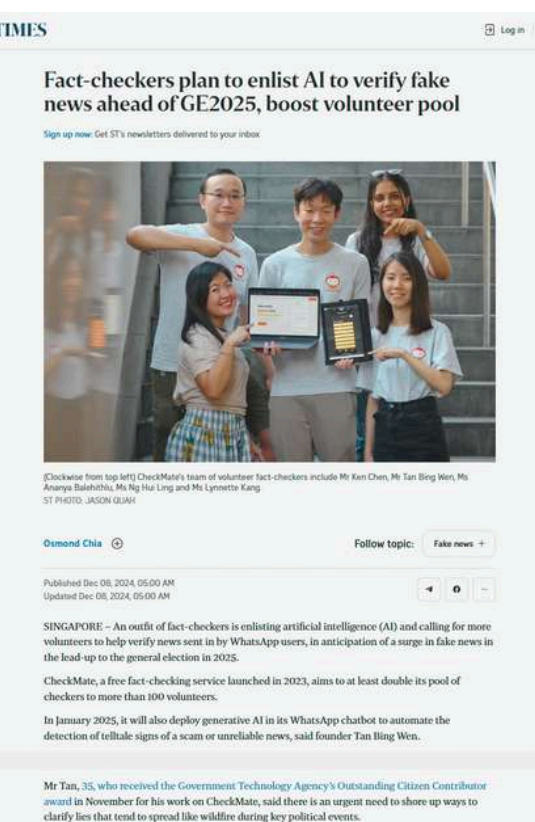 TIMES
Log in
Fact-checkers plan to enlist AI to verify fake
news ahead of GE2025, boost volunteer pool
Sign up now: Get ST's newsletters delivered to your inbox
(Clockwise from top left) CheckMate's team of volunteer fact-checkers include Mr Ken Chen, Mr Tan Bing Wen, Ms
Ananya Balehithlu, Ms Ng Hui Ling and Ms Lynnette Kang.
ST PHOTO: JASON QUAH
Osmond Chia
Follow topic:
Fake news +
Published Dec 08, 2024, 05:00 AM
Updated Dec 08, 2024, 05:00 AM
SINGAPORE – An outfit of fact-checkers is enlisting artificial intelligence (AI) and calling for more
volunteers to help verify news sent in by WhatsApp users, in anticipation of a surge in fake news in
the lead-up to the general election in 2025.
CheckMate, a free fact-checking service launched in 2023, aims to at least double its pool of
checkers to more than 100 volunteers.
In January 2025, it will also deploy generative AI in its WhatsApp chatbot to automate the
detection of telltale signs of a scam or unreliable news, said founder Tan Bing Wen.
Mr Tan, 35, who received the Government Technology Agency's Outstanding Citizen Contributor
award in November for his work on CheckMate, said there is an urgent need to shore up ways to
clarify lies that tend to spread like wildfire during key political events.